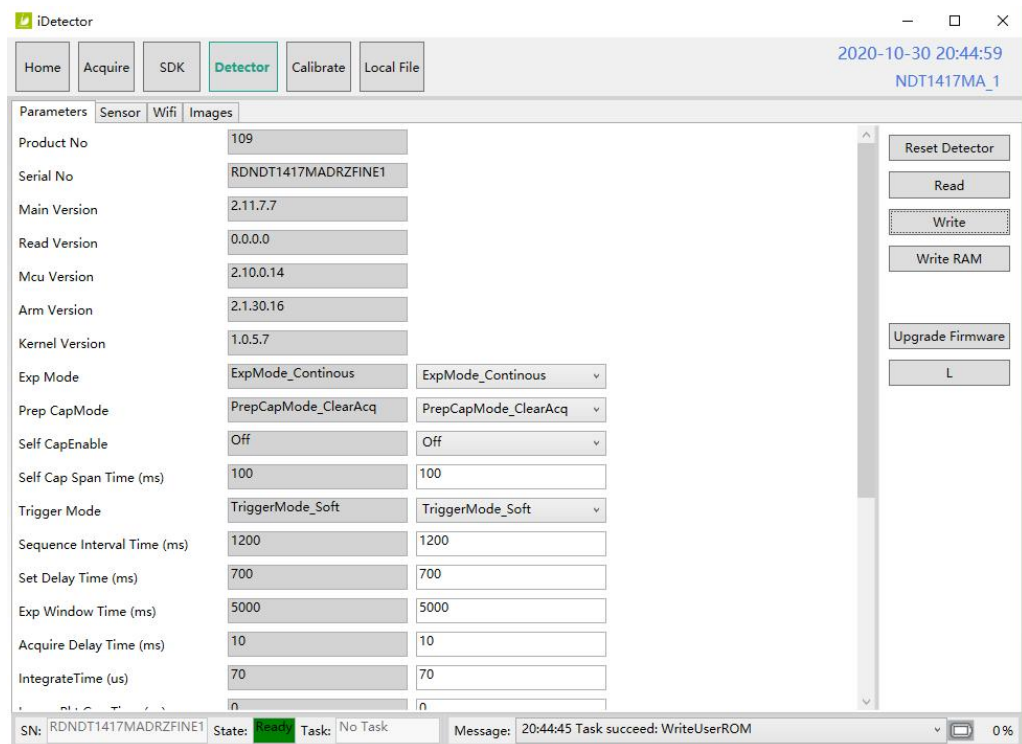 iDetector
Home Acquire SDK Detector Calibrate Local File
2020-10-30 20:44:59
NDT1417MA_1
Parameters Sensor Wifi Images
Product No 109
Reset Detector
Serial No RDNDT1417MADRZFINE1
Read
Main Version 2.11.7.7
Write
Read Version 0.0.0.0
Write RAM
Mcu Version 2.10.0.14
Arm Version 2.1.30.16
Kernel Version 1.0.5.7
Upgrade Firmware
Exp Mode ExpMode_Continous ExpMode_Continous
L
Prep CapMode PrepCapMode_ClearAcq PrepCapMode_ClearAcq
Self CapEnable Off Off
Self Cap Span Time (ms) 100 100
Trigger Mode TriggerMode_Soft TriggerMode_Soft
Sequence Interval Time (ms) 1200 1200
Set Delay Time (ms) 700 700
Exp Window Time (ms) 5000 5000
Acquire Delay Time (ms) 10 10
IntegrateTime (us) 70 70
0 0
SN: RDNDT1417MADRZFINE1 State: Ready Task: No Task Message: 20:44:45 Task succeed: WriteUserROM 0%